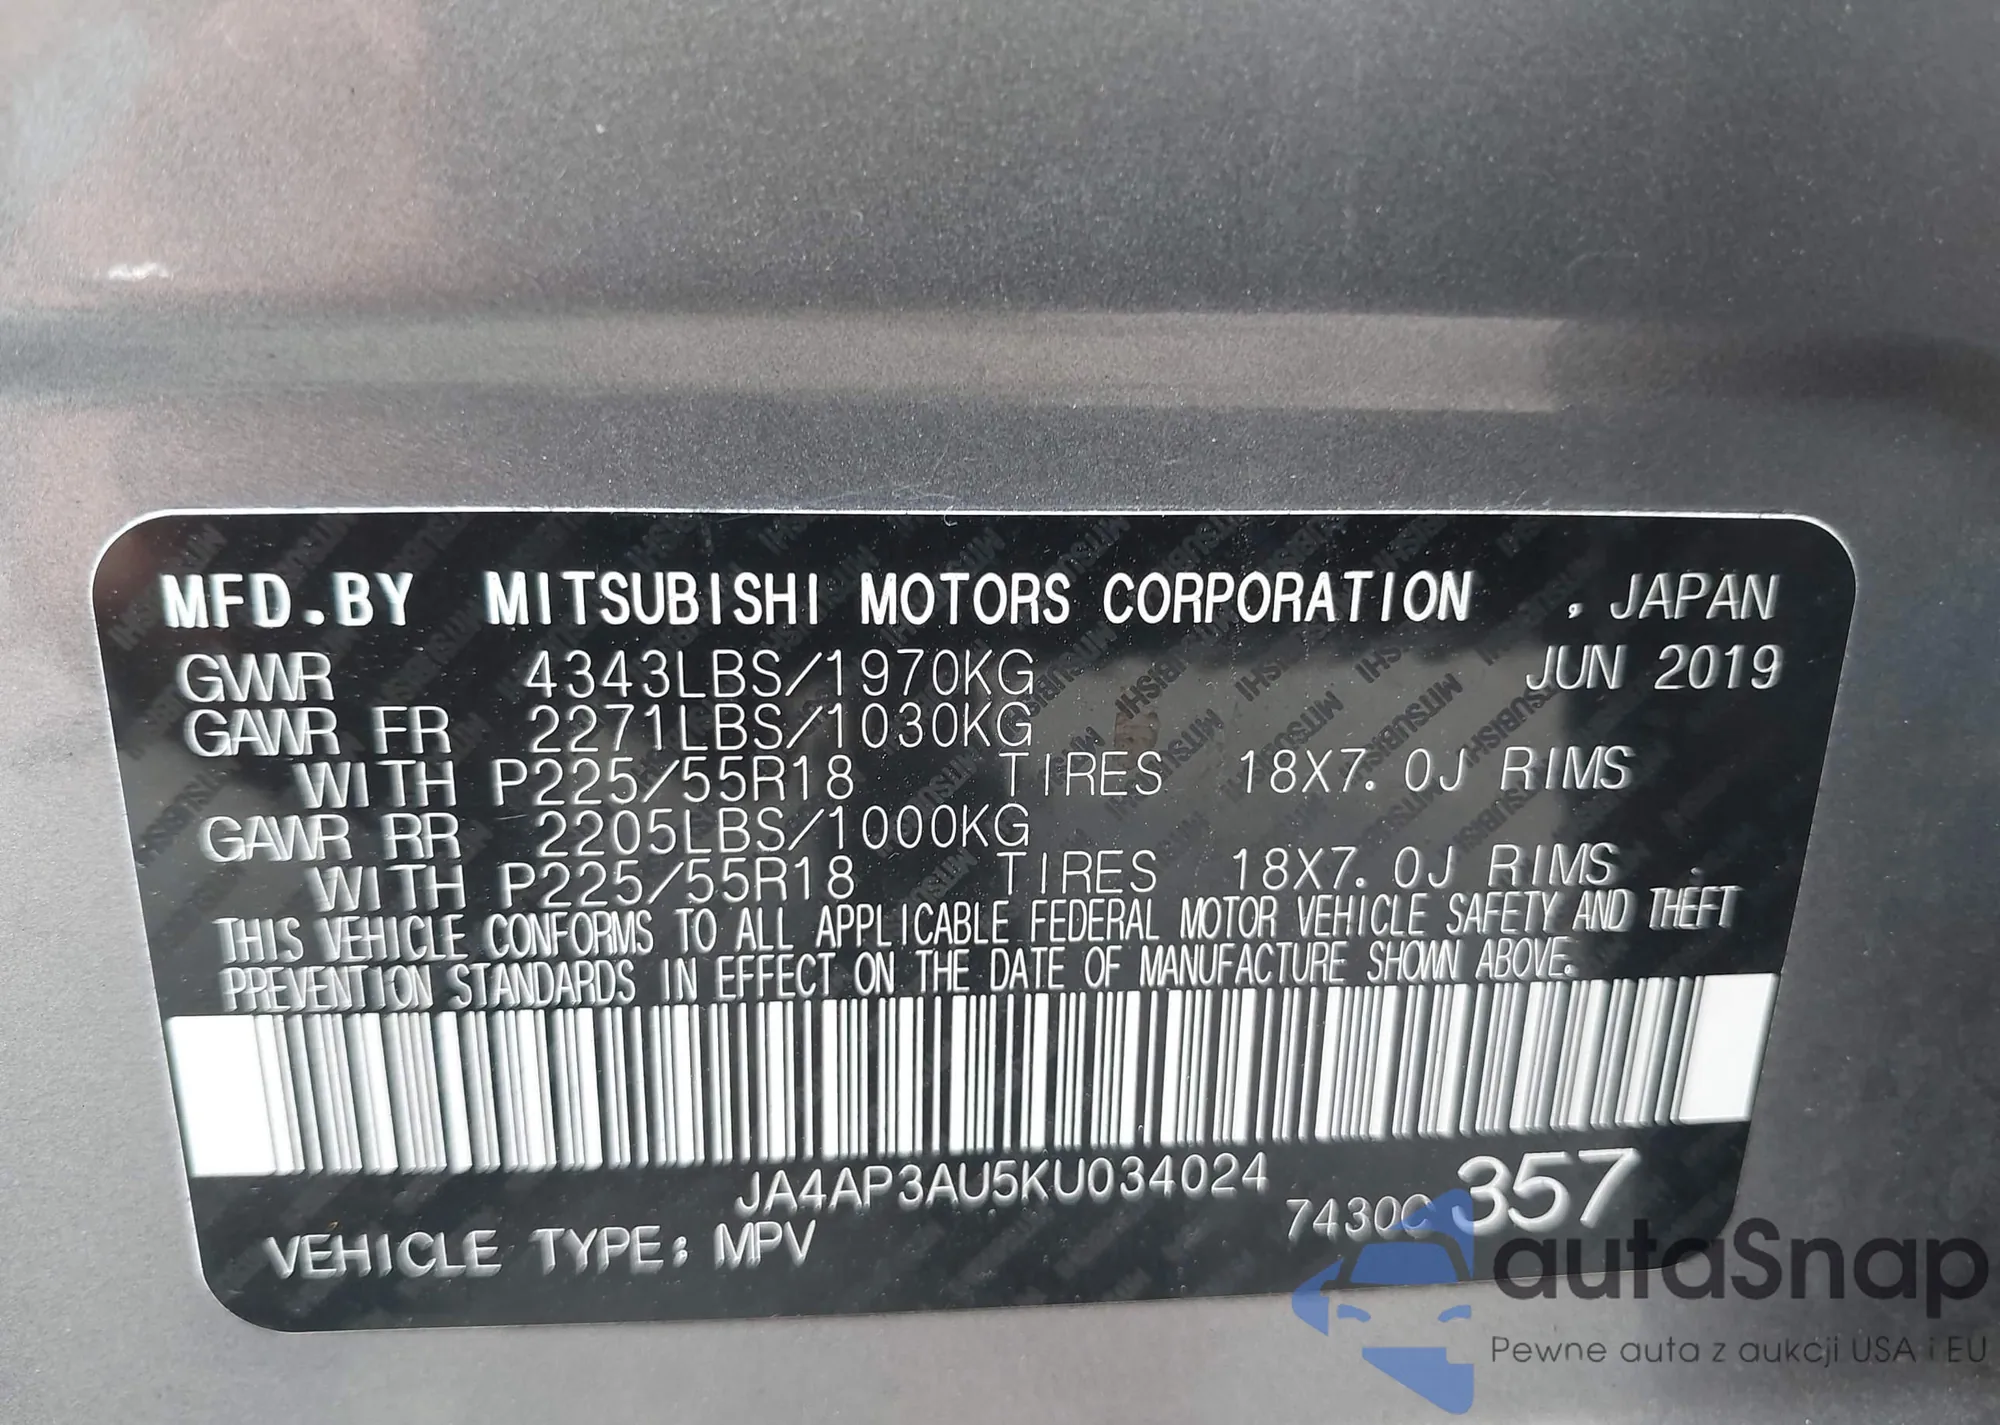 MFD.BY MITSUBISHI MOTORS CORPORATION , JAPAN
GVWR 4343LBS/1970KG JUN 2019
GAWR FR 2271LBS/1030KG
WITH P225/55R18 TIRES 18X7.0J RIMS
GAWR RR 2205LBS/1000KG
WITH P225/55R18 TIRES 18X7.0J RIMS
THIS VEHICLE CONFORMS TO ALL APPLICABLE FEDERAL MOTOR VEHICLE SAFETY AND THEFT
PREVENTION STANDARDS IN EFFECT ON THE DATE OF MANUFACTURE SHOWN ABOVE.
JA4AP3AU5KU034024
VEHICLE TYPE: MPV 7430C 357
autaSnap
Pewne auta z aukcji USA i EU